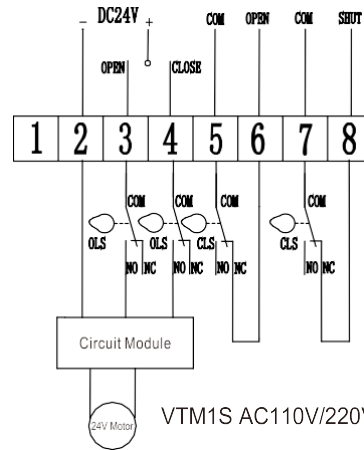 DC24V
− +
COM OPEN COM SHUT
OPEN CLOSE
1 2 3 4 5 6 7 8
COM COM COM COM
OLS OLS CLS CLS
NO NC NO NC NO NC NO NC
Circuit Module
24V Motor
VTM1S AC110V/220V